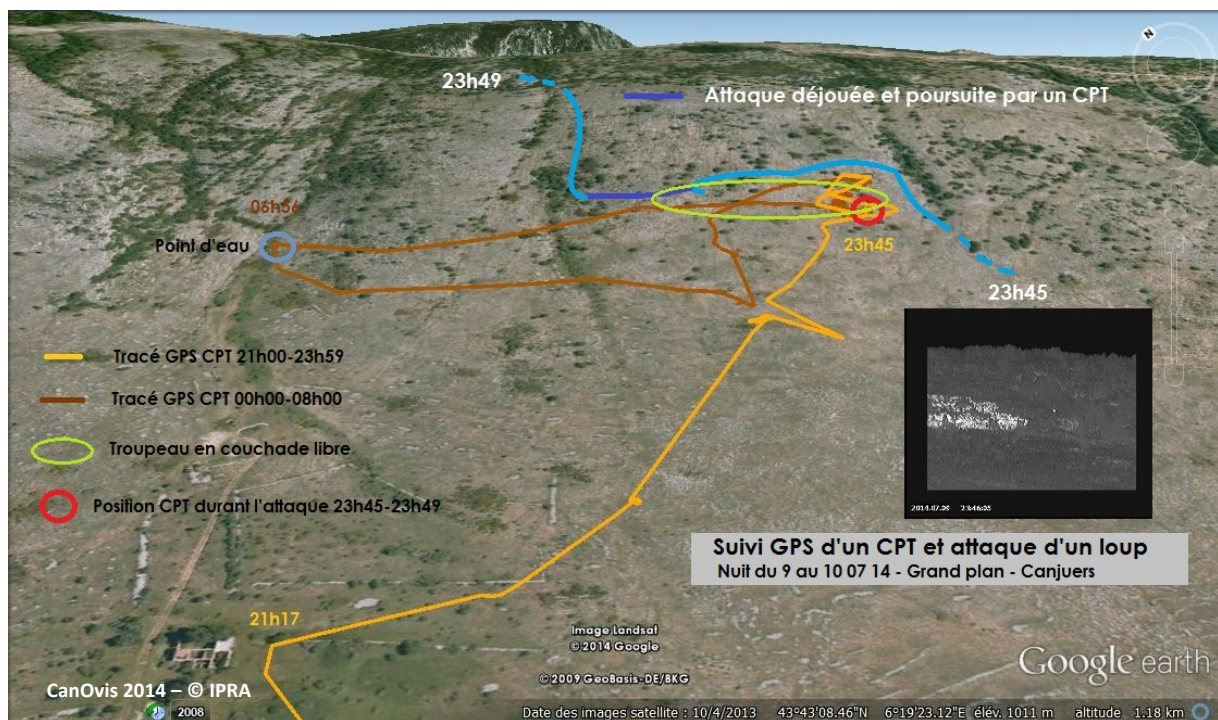 N
23h49
Attaque déjouée et poursuite par un CPT
06h56
Point d'eau
23h45
23h45
Tracé GPS CPT 21h00-23h59
Tracé GPS CPT 00h00-08h00
Troupeau en couchade libre
Position CPT durant l'attaque 23h45-23h49
2014.07.09 23:46:05
Suivi GPS d'un CPT et attaque d'un loup
Nuit du 9 au 10 07 14 - Grand plan - Canjuers
21h17
Image Landsat
© 2014 Google
© 2009 GeoBasis-DE/BKG
Google earth
CanOvis 2014 – © IPRA
2008
Date des images satellite : 10/4/2013 43°43'08.46"N 6°19'23.12"E élév. 1011 m altitude 1.18 km